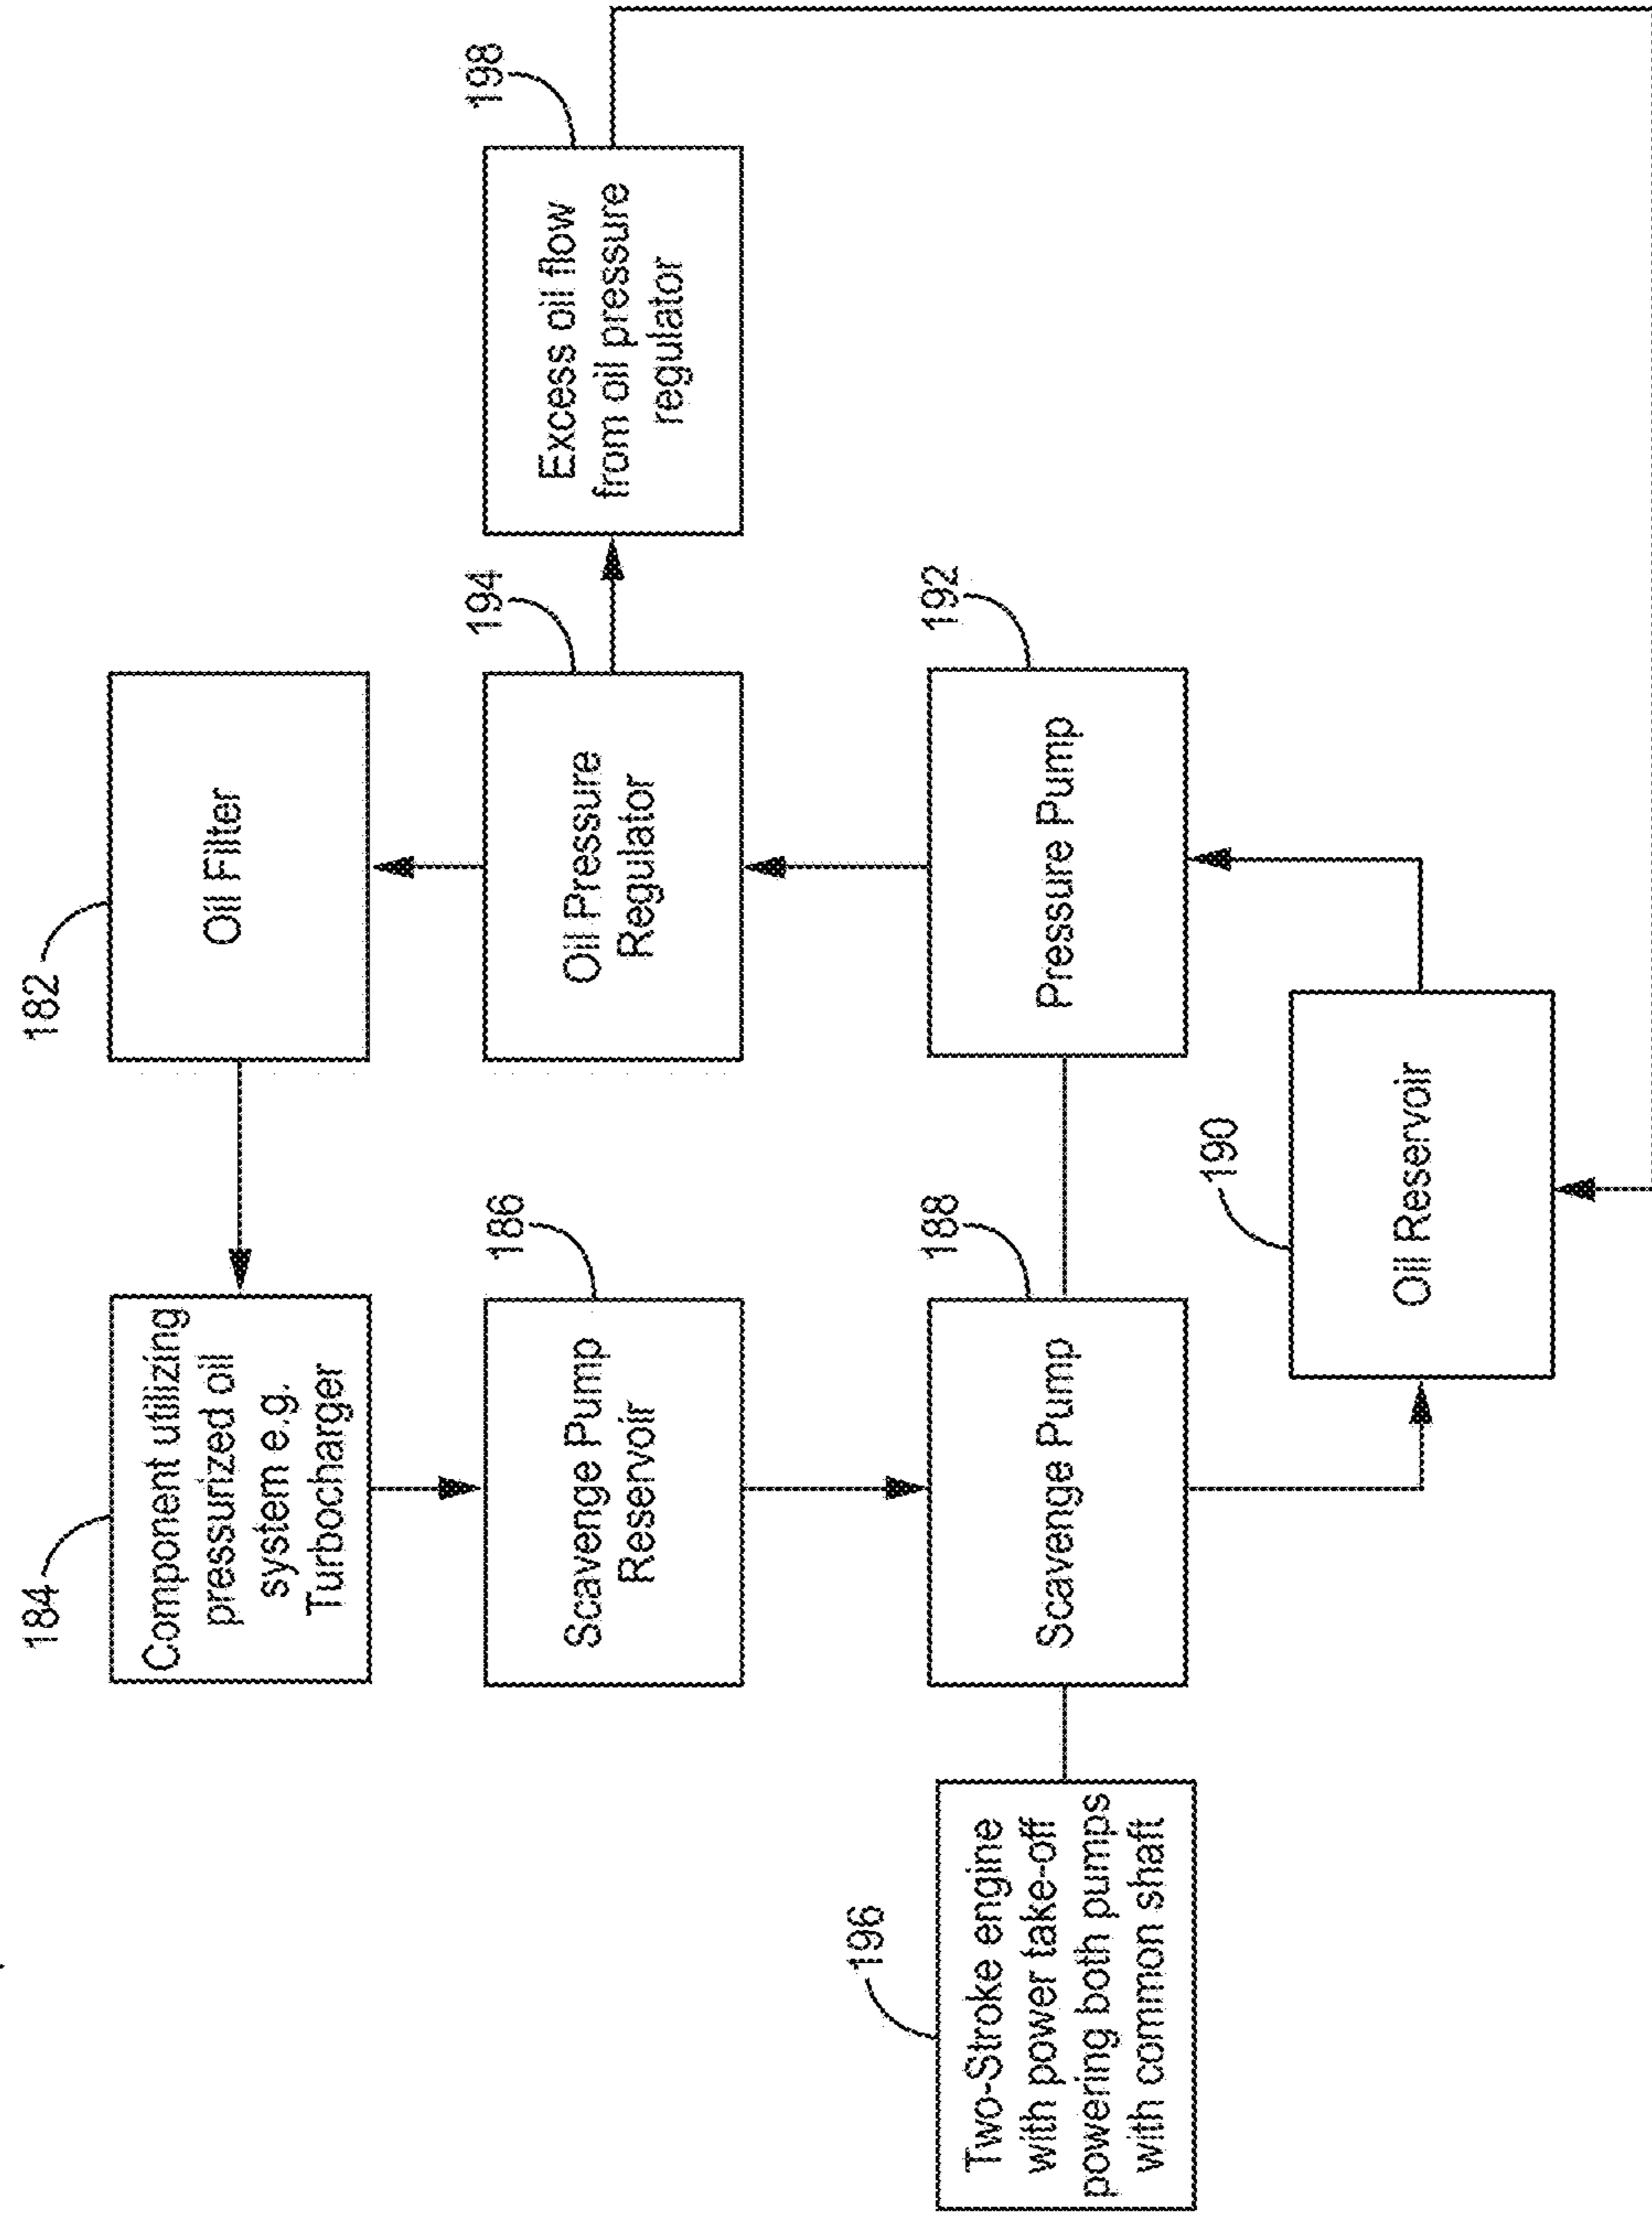 184
Component utilizing
pressurized oil
system e.g.
Turbocharger
182
Oil Filter
186
Scavenge Pump
Reservoir
194
Oil Pressure
Regulator
198
Excess oil flow
from oil pressure
regulator
196
Two-Stroke engine
with power take-off
powering both pumps
with common shaft
188
Scavenge Pump
192
Pressure Pump
190
Oil Reservoir